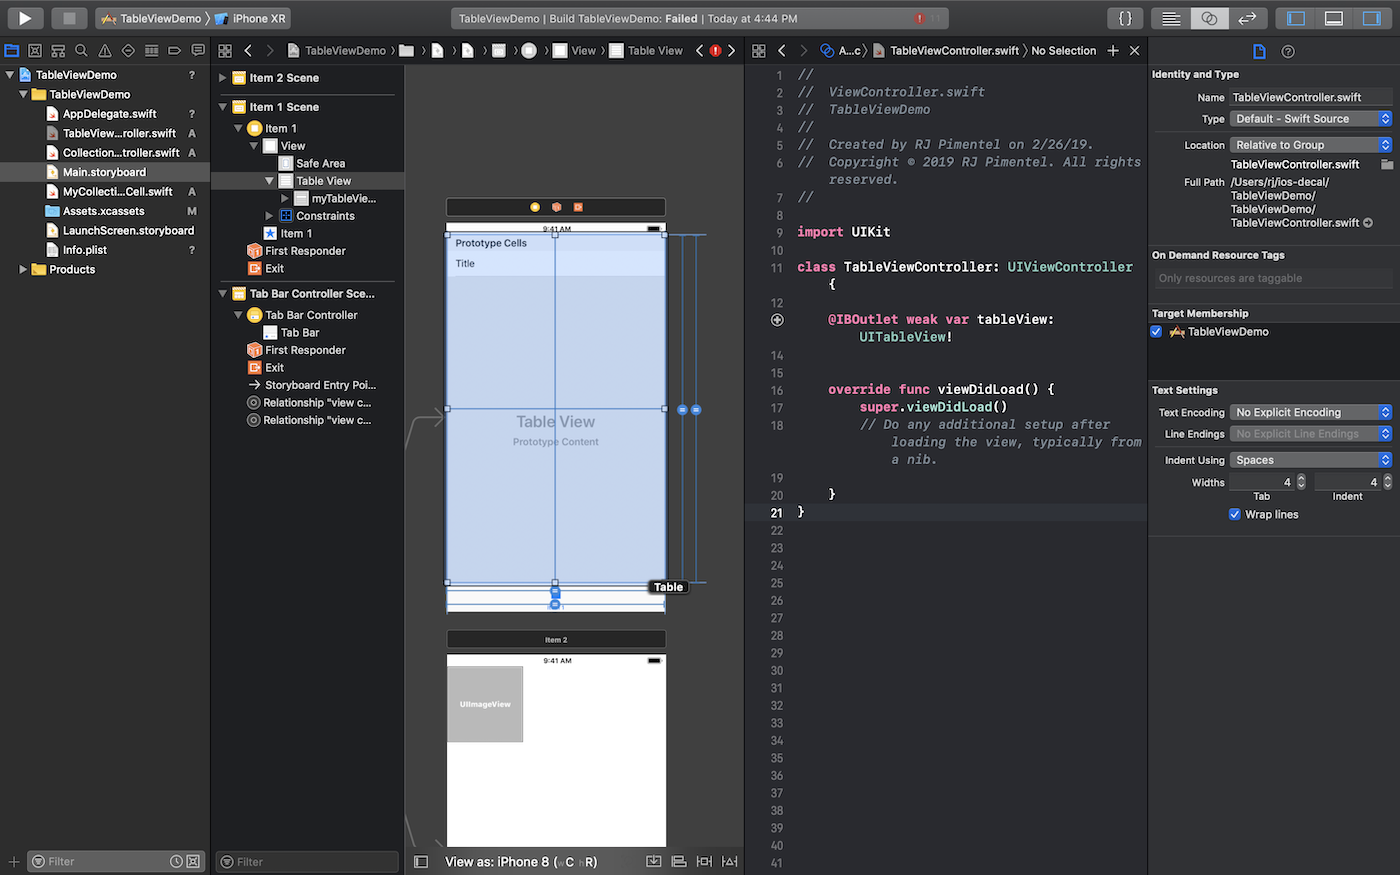 TableViewDemo
iPhone XR
TableViewDemo | Build TableViewDemo: Failed | Today at 4:44 PM
{}
TableViewDemo ?
TableViewDemo
AppDelegate.swift ?
TableView...roller.swift A
Collection...troller.swift A
Main.storyboard
MyCollecti...Cell.swift A
Assets.xcassets M
LaunchScreen.storyboard
Info.plist ?
Products
Filter
TableViewDemo
View
Table View
Item 2 Scene
Item 1 Scene
Item 1
View
Safe Area
Table View
myTableVie...
Constraints
Item 1
First Responder
Exit
Tab Bar Controller Sce...
Tab Bar Controller
Tab Bar
First Responder
Exit
Storyboard Entry Poi...
Relationship "view c...
Relationship "view c...
Filter
9:41 AM
Prototype Cells
Title
Table View
Prototype Content
Table
Item 2
9:41 AM
UIImageView
View as: iPhone 8 (wC hR)
A...c
TableViewController.swift
No Selection
1 //
2 // ViewController.swift
3 // TableViewDemo
4 //
5 // Created by RJ Pimentel on 2/26/19.
6 // Copyright © 2019 RJ Pimentel. All rights
reserved.
7 //
8
9 import UIKit
10
11 class TableViewController: UIViewController
{
12
@IBOutlet weak var tableView:
UITableView!
14
15
16 override func viewDidLoad() {
17 super.viewDidLoad()
18 // Do any additional setup after
loading the view, typically from
a nib.
19
20 }
21 }
22
23
24
25
26
27
28
29
30
31
32
33
34
35
36
37
38
39
40
41
Identity and Type
Name TableViewController.swift
Type Default - Swift Source
Location Relative to Group
TableViewController.swift
Full Path /Users/rj/ios-decal/
TableViewDemo/
TableViewDemo/
TableViewController.swift
On Demand Resource Tags
Only resources are taggable
Target Membership
TableViewDemo
Text Settings
Text Encoding No Explicit Encoding
Line Endings No Explicit Line Endings
Indent Using Spaces
Widths 4 4
Tab Indent
Wrap lines